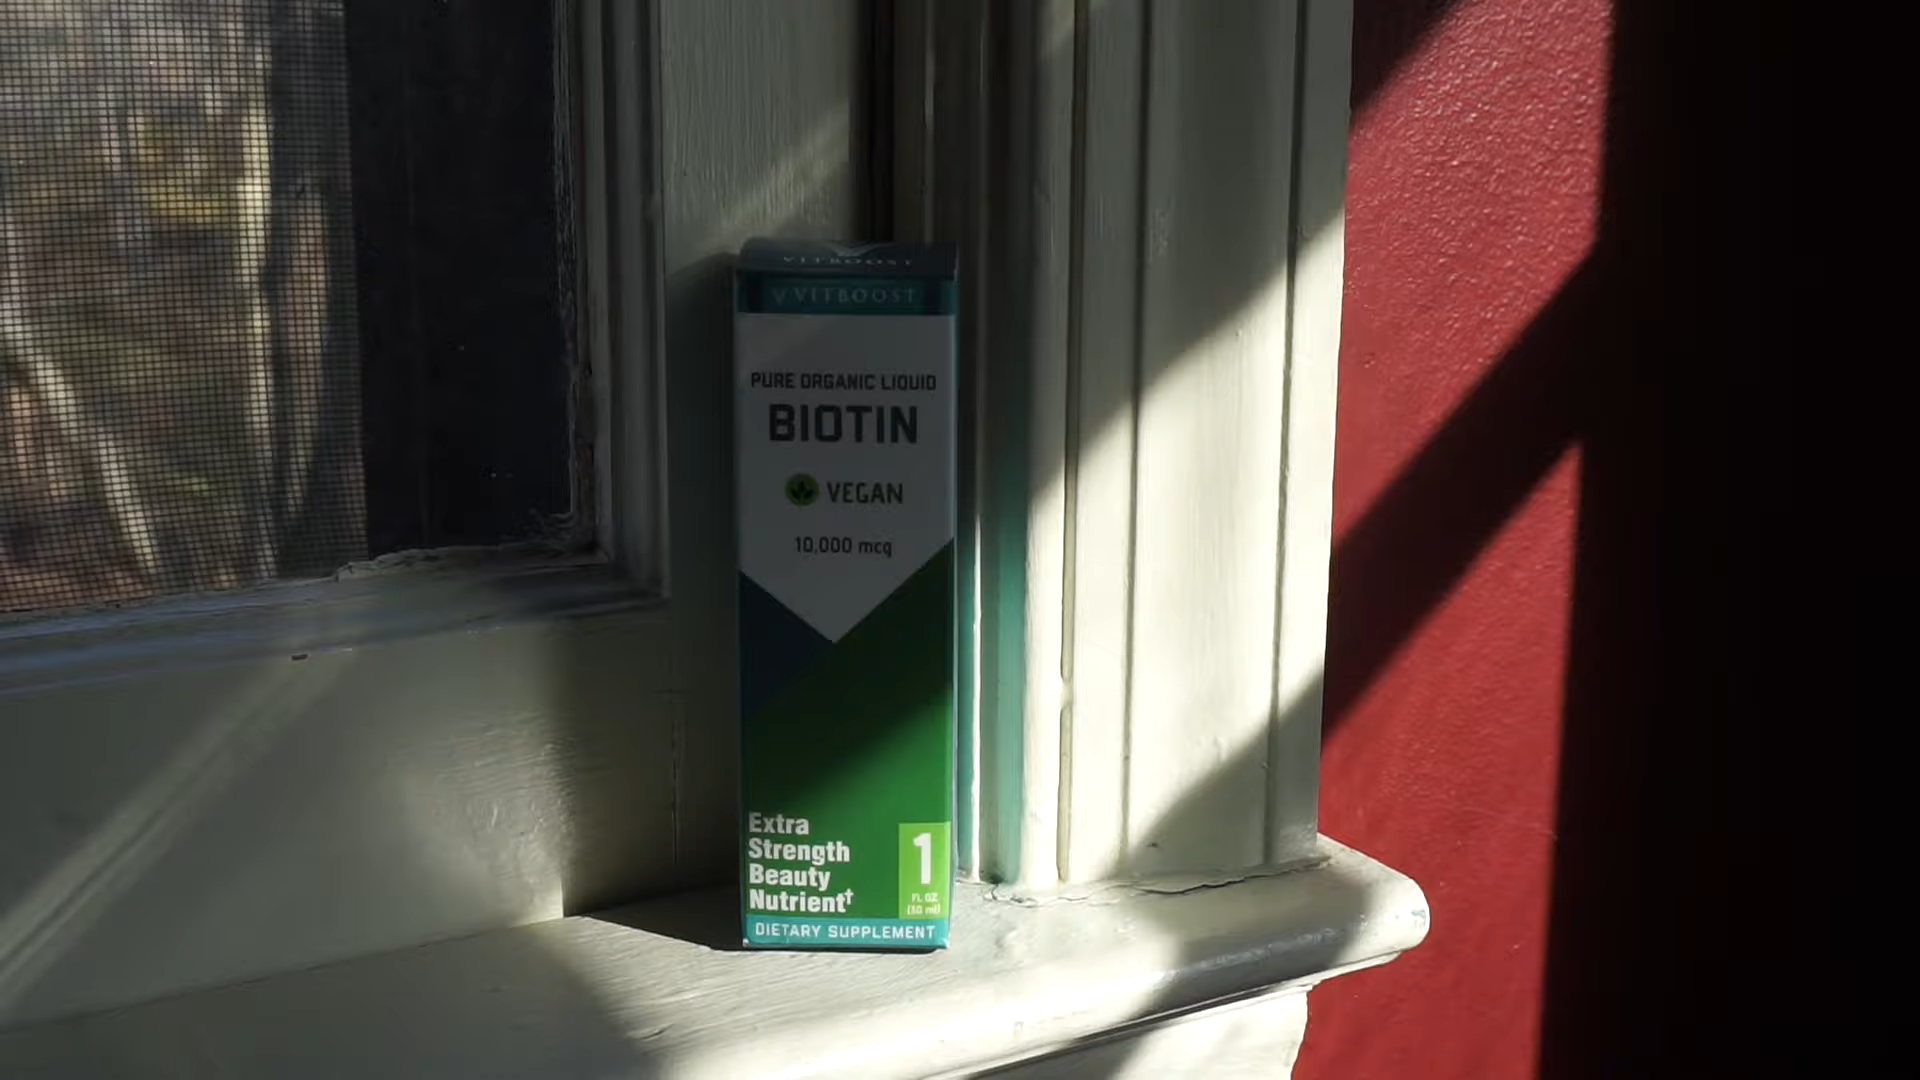 VITBOOST
VITBOOST
PURE ORGANIC LIQUID
BIOTIN
VEGAN
10,000 mcg
Extra
Strength
Beauty
Nutrient†
1
FL OZ
(30 ml)
DIETARY SUPPLEMENT